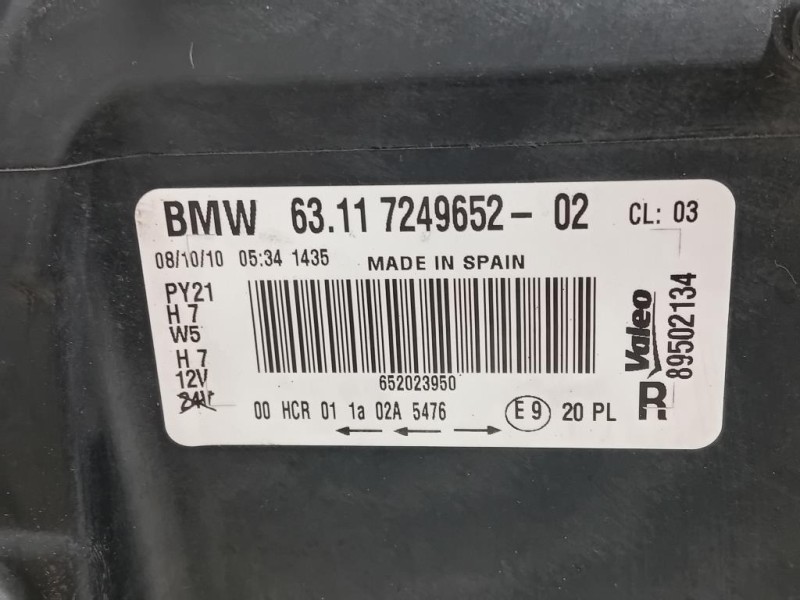 BMW 63.11 7249652- 02 CL: 03
08/10/10 05:34 1435 MADE IN SPAIN
PY21
H 7
W5
H 7
12V
24V
652023950
00 HCR 01 1a 02A 5476 E 9 20 PL
Valeo
89502134
R